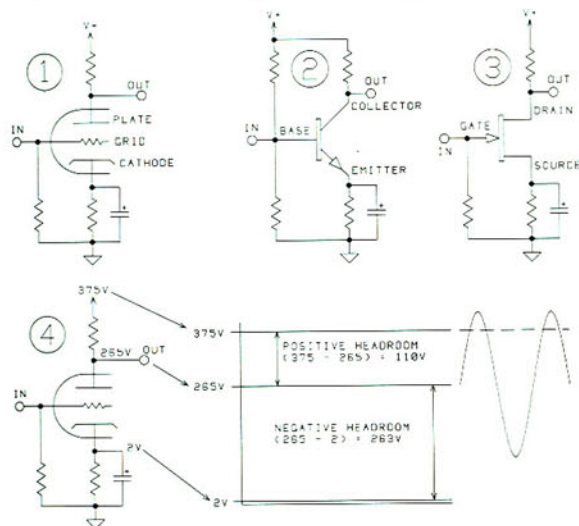 1
V+
OUT
PLATE
IN
GRID
CATHODE
+
2
V+
OUT
COLLECTOR
IN
BASE
EMITTER
+
3
V+
OUT
DRAIN
GATE
IN
SOURCE
+
4
375V
265V
OUT
IN
2V
+
375V
POSITIVE HEADROOM
(375 - 265) = 110V
265V
NEGATIVE HEADROOM
(265 - 2) = 263V
2V